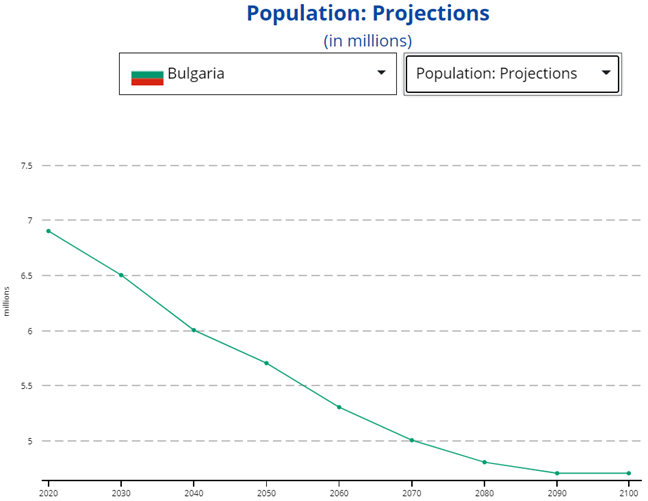 Population: Projections
(in millions)
Bulgaria
Population: Projections
7.5
7
6.5
6
5.5
5
millions
2020 2030 2040 2050 2060 2070 2080 2090 2100